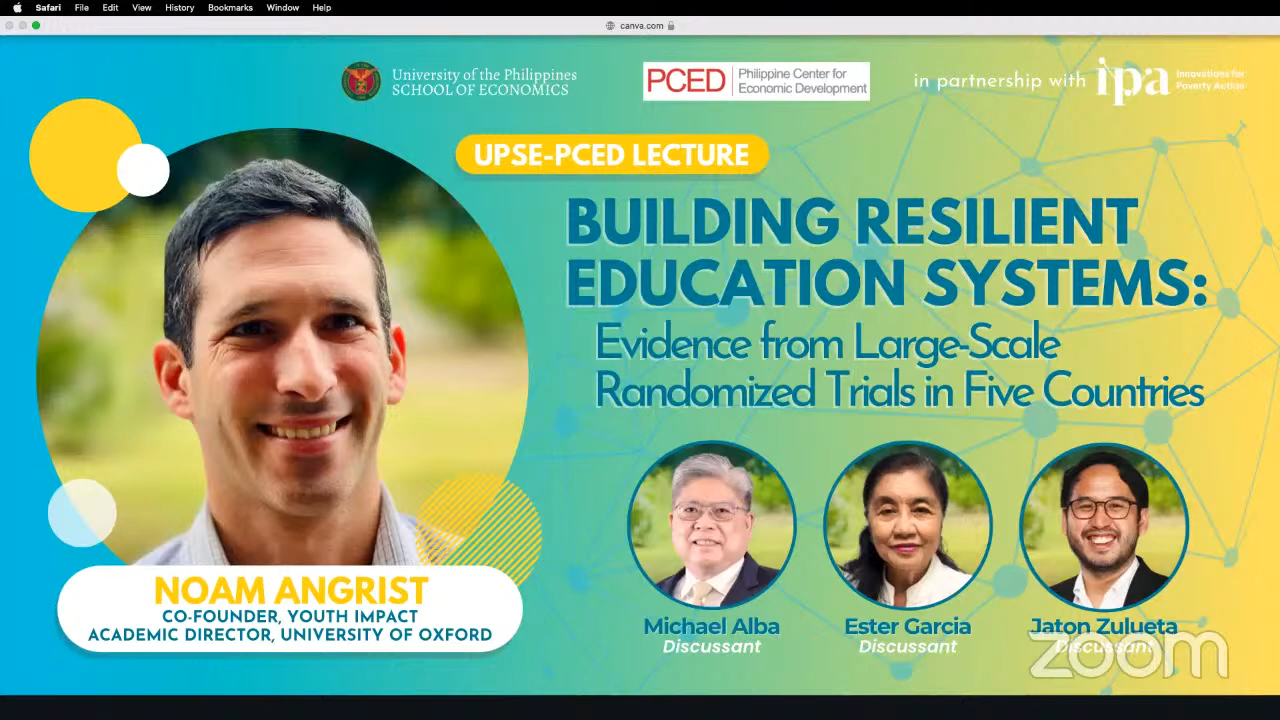 Safari File Edit View History Bookmarks Window Help
canva.com
University of the Philippines
SCHOOL OF ECONOMICS
PCED
Philippine Center for
Economic Development
in partnership with
ipa
Innovations for
Poverty Action
UPSE-PCED LECTURE
BUILDING RESILIENT
EDUCATION SYSTEMS:
Evidence from Large-Scale
Randomized Trials in Five Countries
NOAM ANGRIST
CO-FOUNDER, YOUTH IMPACT
ACADEMIC DIRECTOR, UNIVERSITY OF OXFORD
Michael Alba
Discussant
Ester Garcia
Discussant
Jaton Zulueta
Discussant
zoom